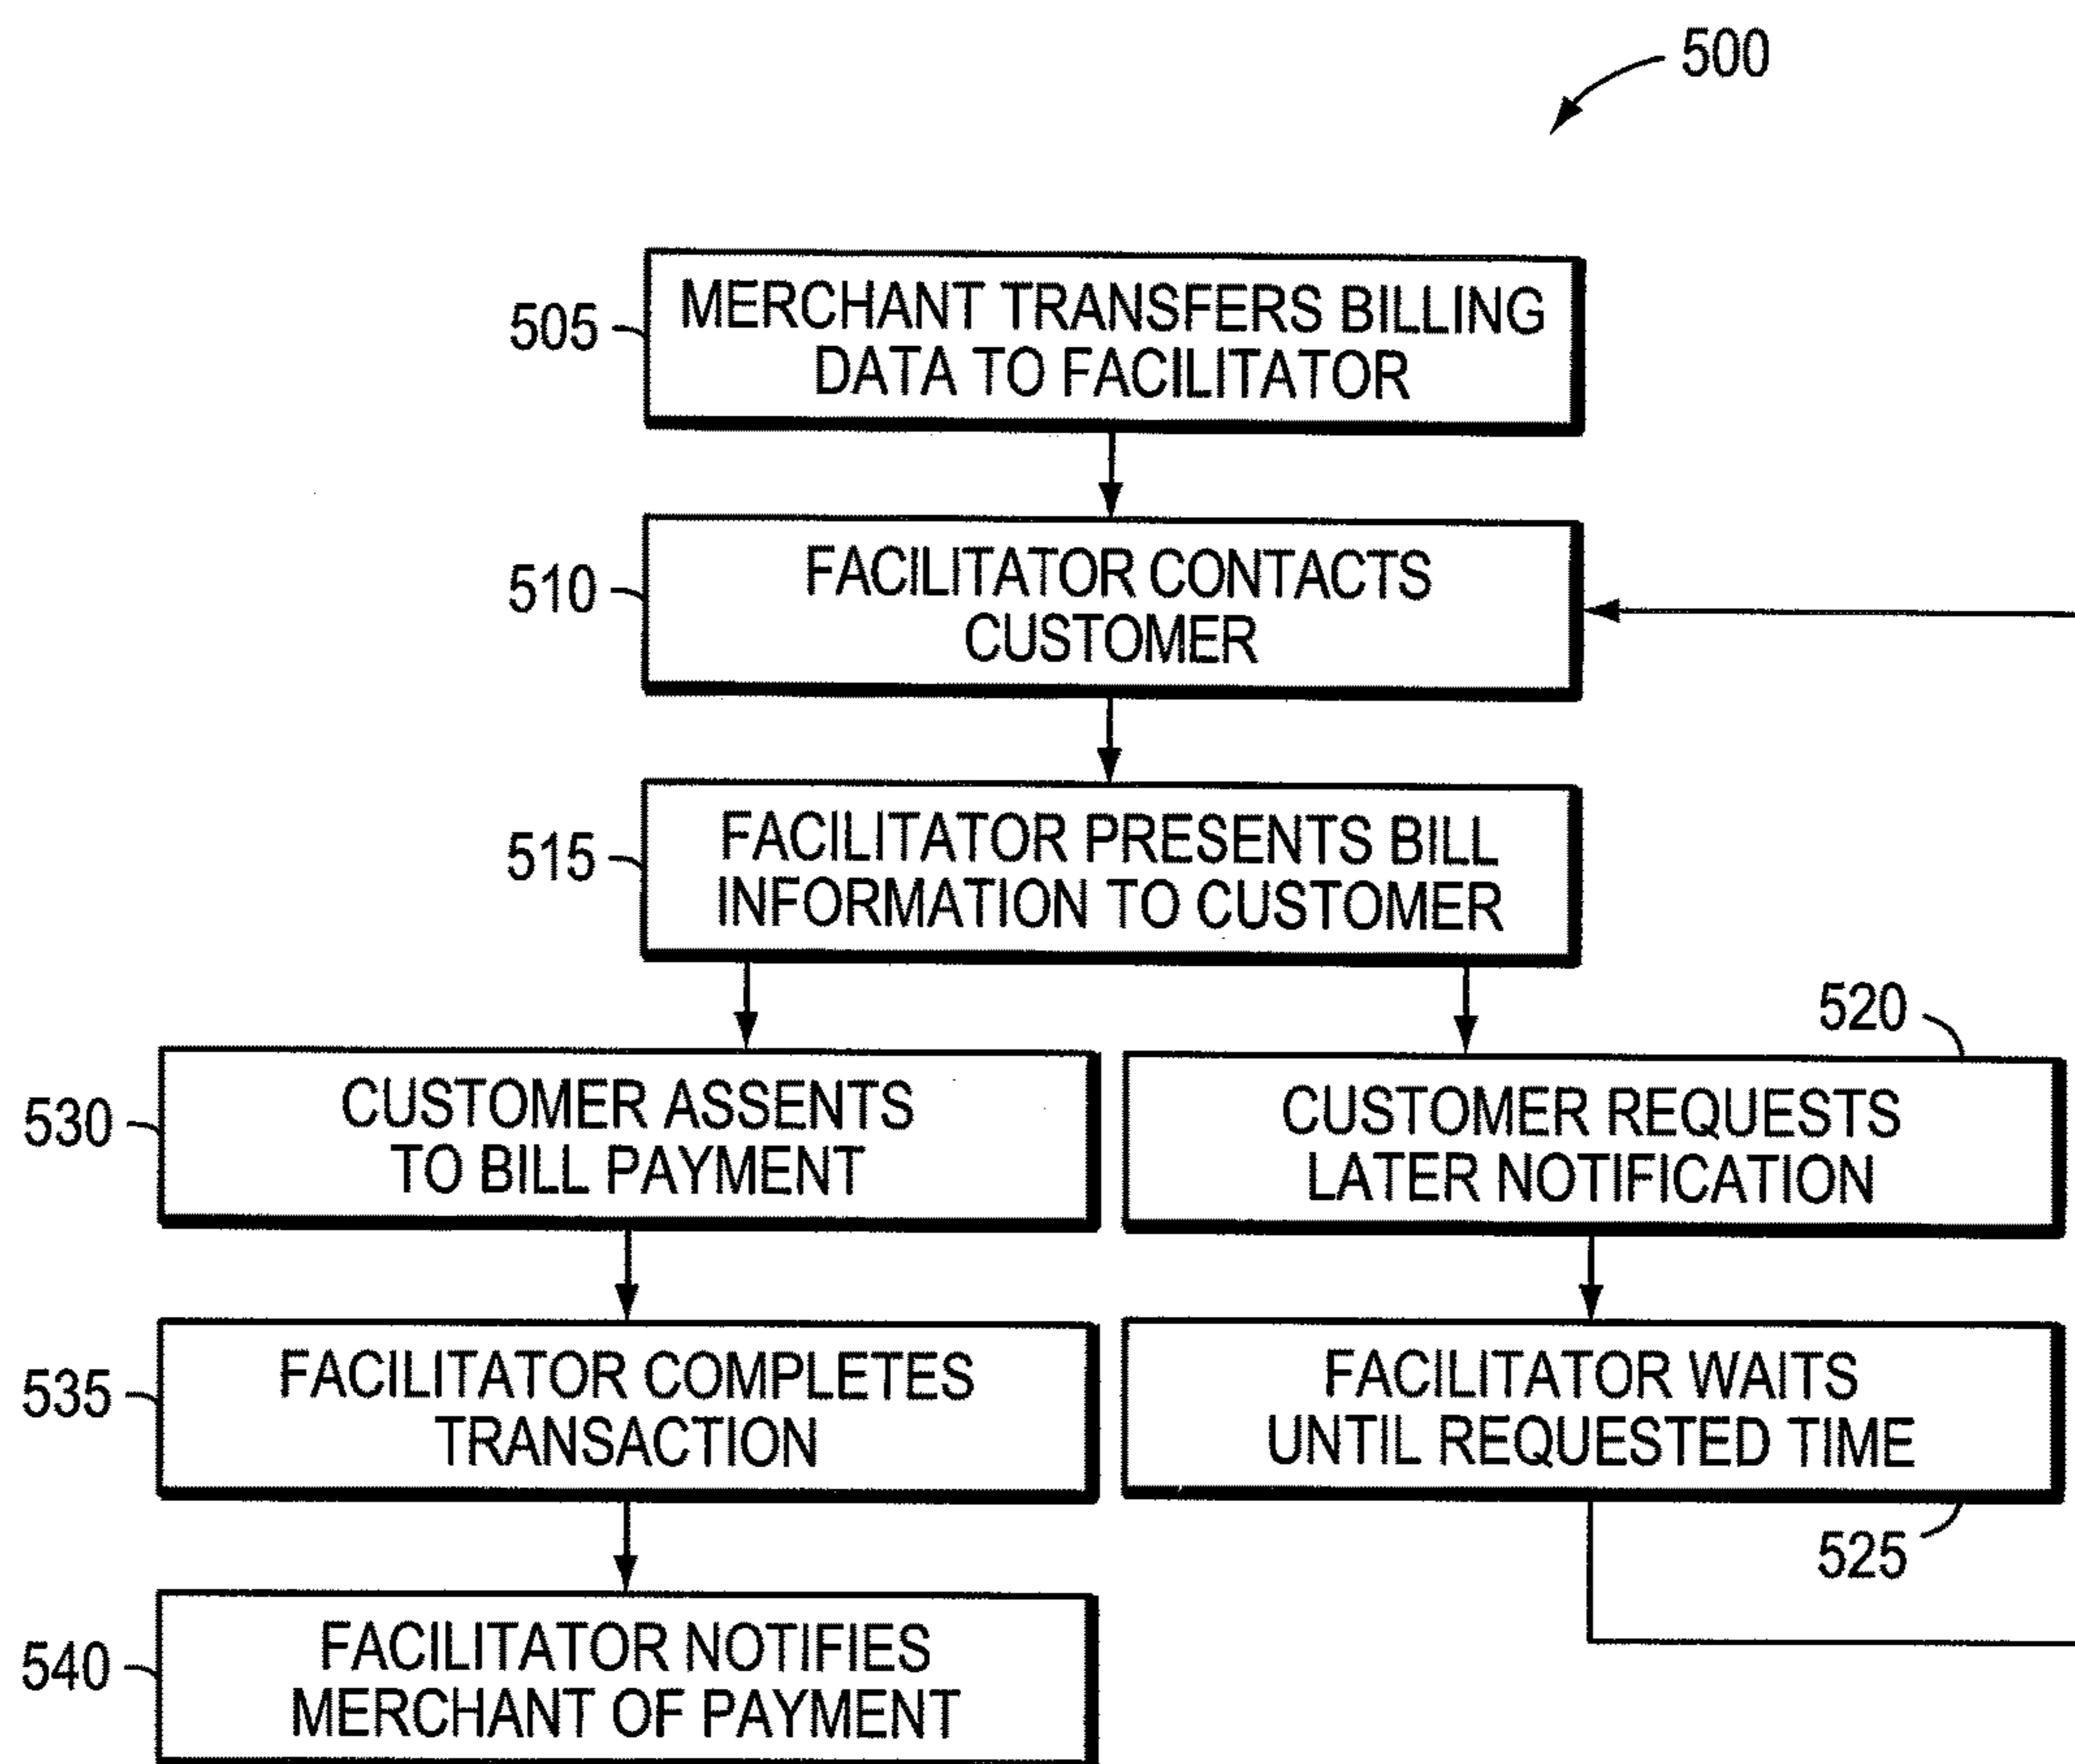 500
505
MERCHANT TRANSFERS BILLING
DATA TO FACILITATOR
510
FACILITATOR CONTACTS
CUSTOMER
515
FACILITATOR PRESENTS BILL
INFORMATION TO CUSTOMER
530
CUSTOMER ASSENTS
TO BILL PAYMENT
520
CUSTOMER REQUESTS
LATER NOTIFICATION
535
FACILITATOR COMPLETES
TRANSACTION
FACILITATOR WAITS
UNTIL REQUESTED TIME
525
540
FACILITATOR NOTIFIES
MERCHANT OF PAYMENT